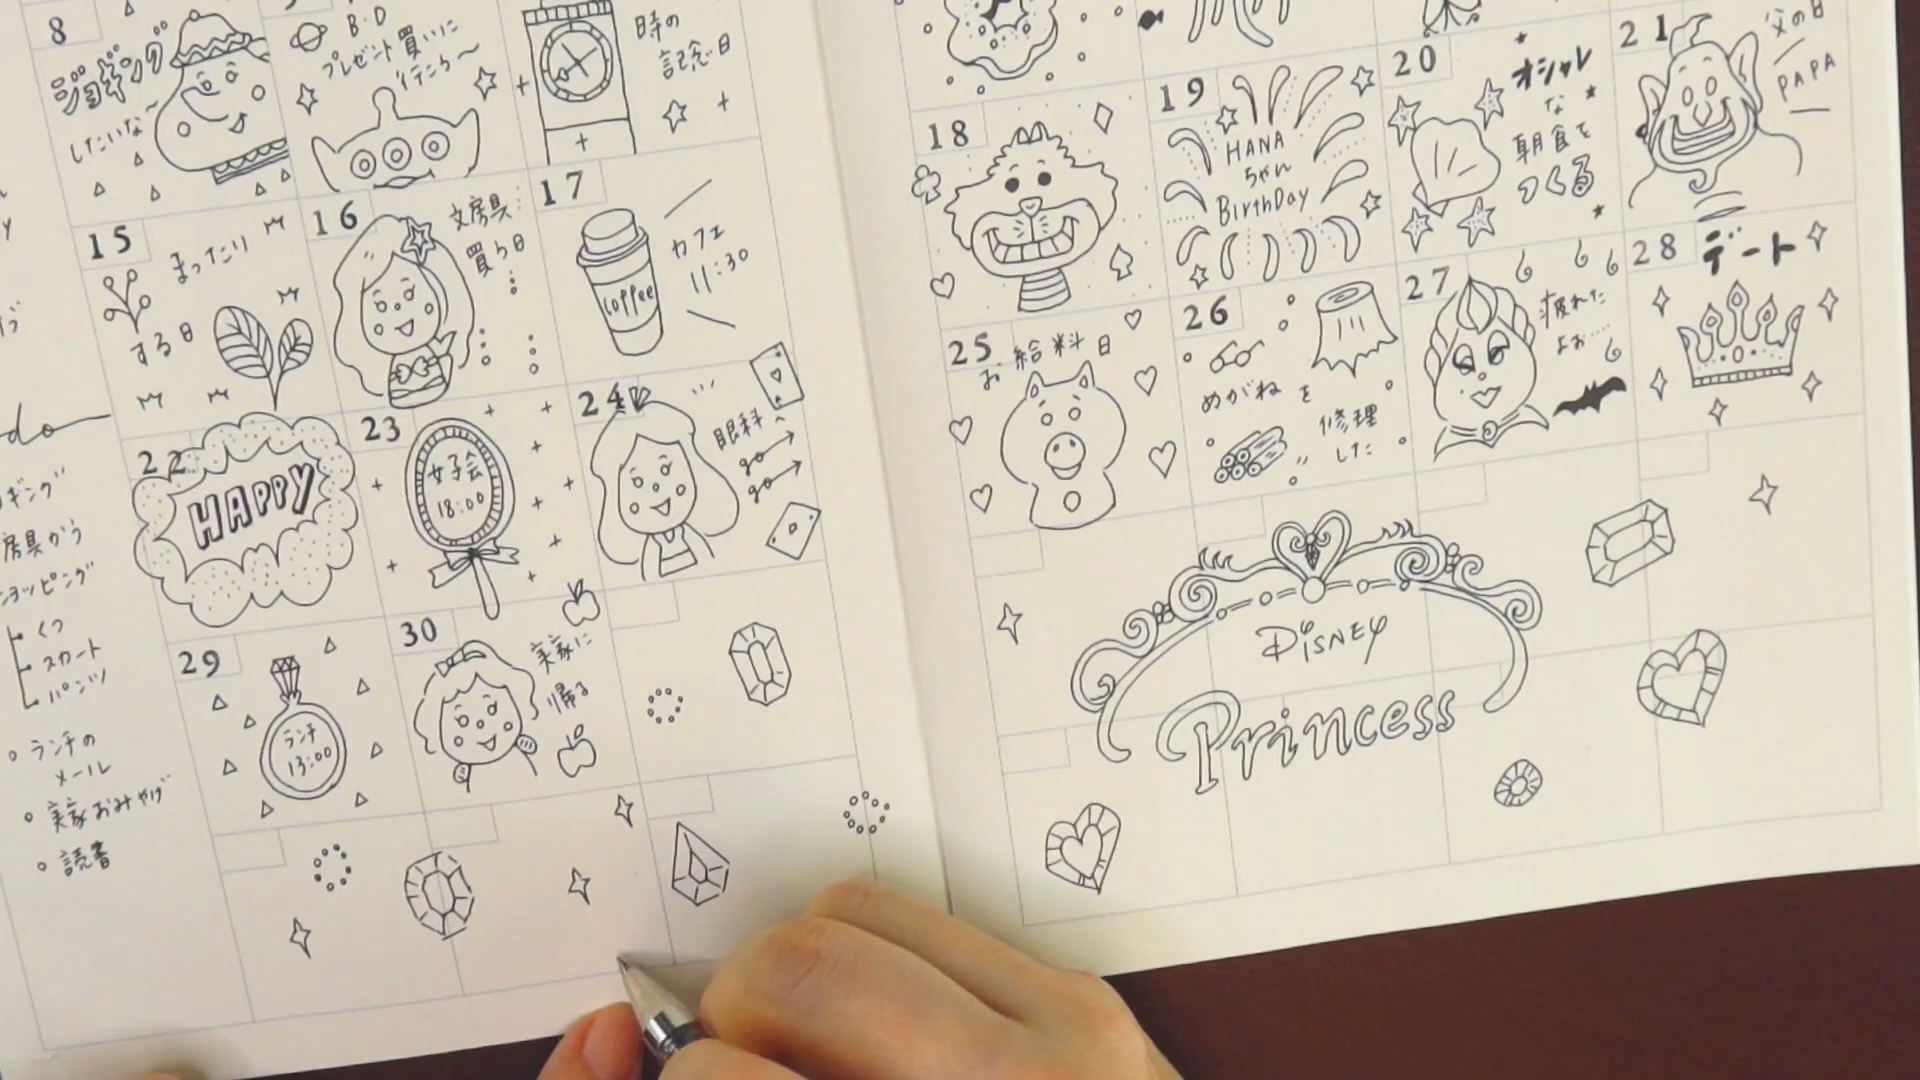 8
ジョギング
したいな〜
B・D
プレゼント買いに
行こうかな〜
時の
記念日
15
まったり
する日
16
文房具
買う日
17
カフェ
11:30
coffee
22
HAPPY
23
女子会
18:00
24
眼科へ
go→
go→
29
ランチ
13:00
30
実家に
帰る
do
房具かう
ショッピング
くつ
スカート
パンツ
ランチの
メール
実家おみやげ
読書
18
19
HANA
ちゃん
BirthDay
20
オシャレ
な
朝食を
つくる
21
父の日
PAPA
25
お給料日
26
めがねを
修理
した
27
疲れた
よぉ…
28
デート
Disney
Princess